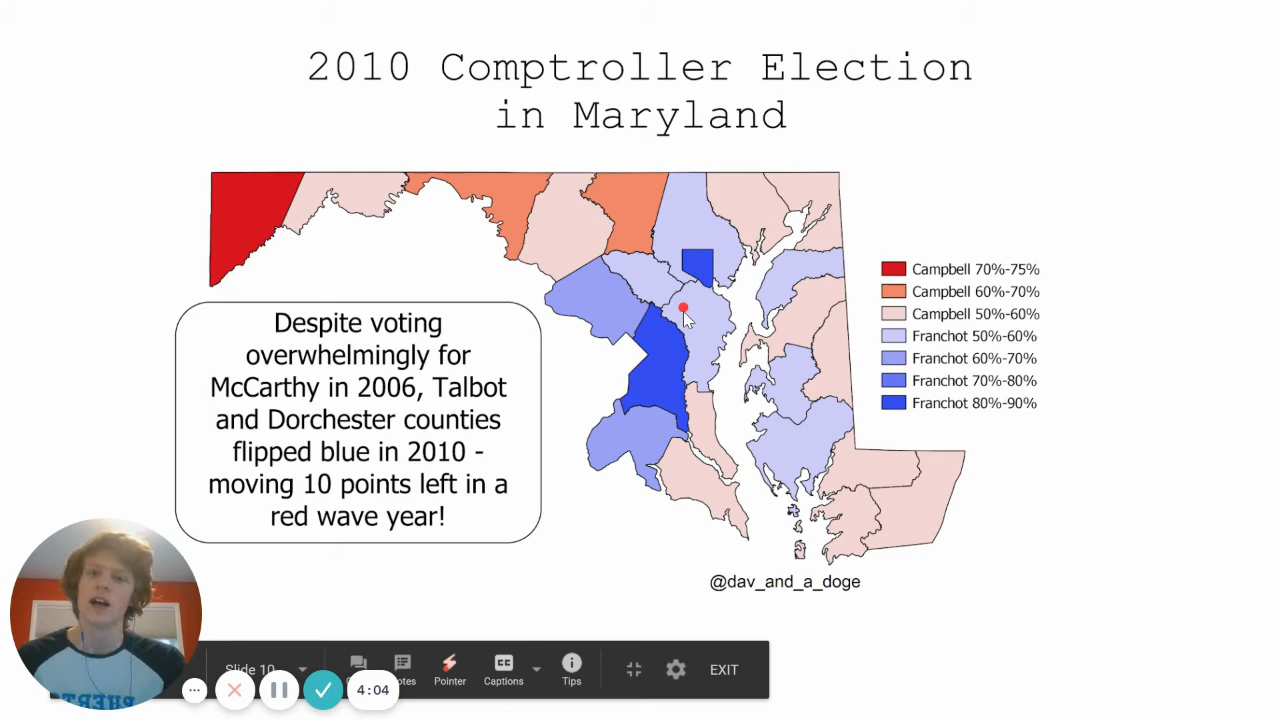 2010 Comptroller Election
in Maryland
Campbell 70%-75%
Campbell 60%-70%
Campbell 50%-60%
Franchot 50%-60%
Franchot 60%-70%
Franchot 70%-80%
Franchot 80%-90%
Despite voting
overwhelmingly for
McCarthy in 2006, Talbot
and Dorchester counties
flipped blue in 2010 -
moving 10 points left in a
red wave year!
@dav_and_a_doge
Slide 10
Pointer
CC
Captions
Tips
EXIT
4:04